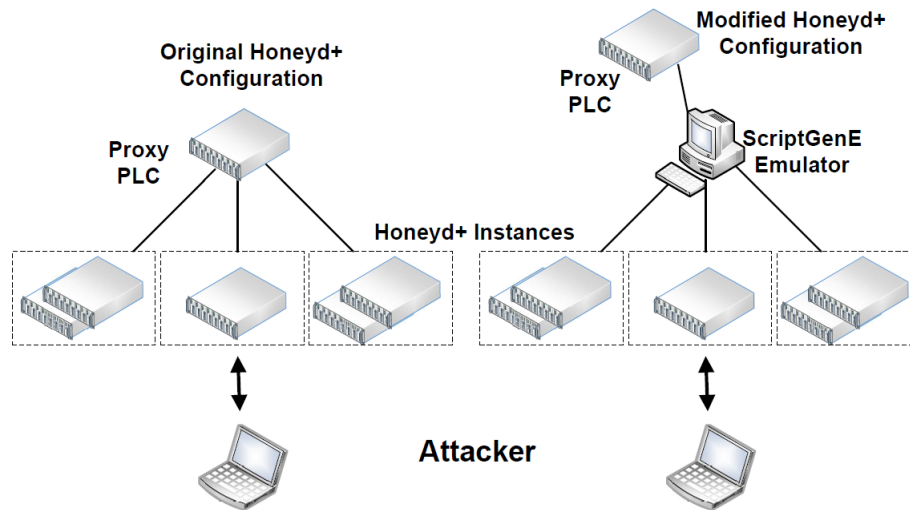 Original Honeyd+
Configuration
Proxy
PLC
Modified Honeyd+
Configuration
Proxy
PLC
ScriptGenE
Emulator
Honeyd+ Instances
Attacker